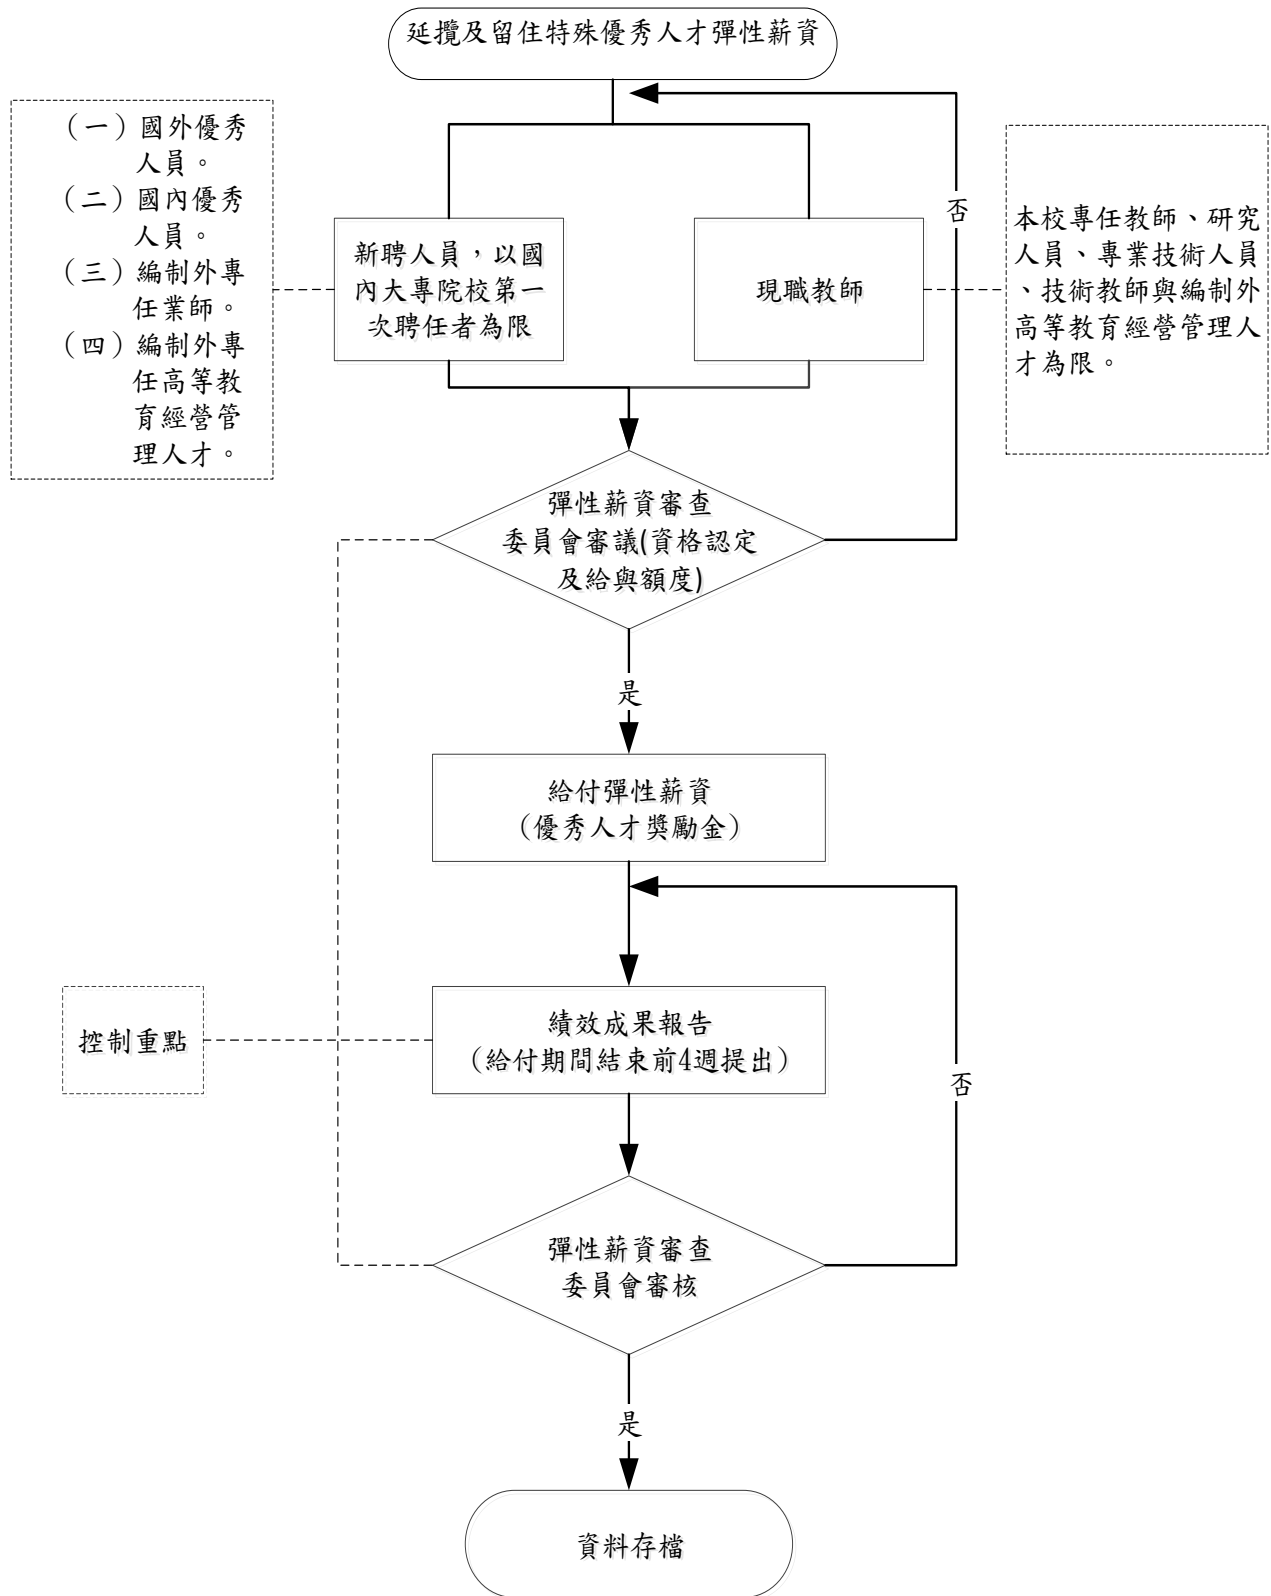 延攬及留住特殊優秀人才彈性薪資
（一）國外優秀
人員。
（二）國內優秀
人員。
（三）編制外專
任業師。
（四）編制外專
任高等教
育經營管
理人才。
新聘人員，以國
內大專院校第一
次聘任者為限
現職教師
否
本校專任教師、研究
人員、專業技術人員
、技術教師與編制外
高等教育經營管理人
才為限。
彈性薪資審查
委員會審議(資格認定
及給與額度)
是
給付彈性薪資
（優秀人才獎勵金）
控制重點
績效成果報告
（給付期間結束前4週提出）
否
彈性薪資審查
委員會審核
是
資料存檔